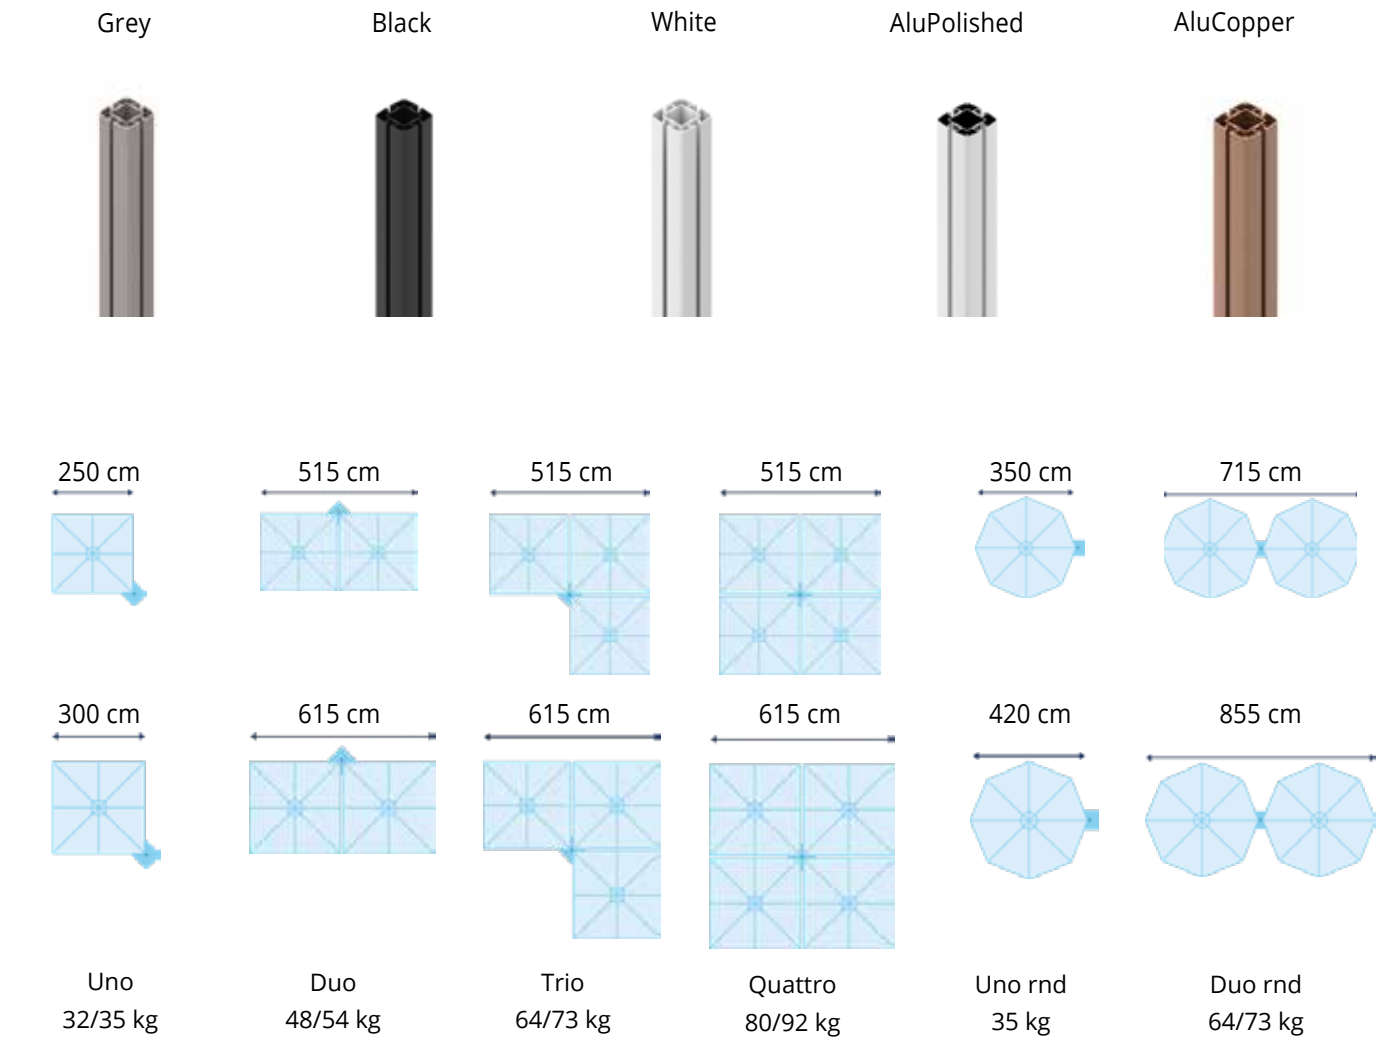 Grey Black White AluPolished AluCopper
250 cm 515 cm 515 cm 515 cm 350 cm 715 cm
300 cm 615 cm 615 cm 615 cm 420 cm 855 cm
Uno Duo Trio Quattro Uno rnd Duo rnd
32/35 kg 48/54 kg 64/73 kg 80/92 kg 35 kg 64/73 kg